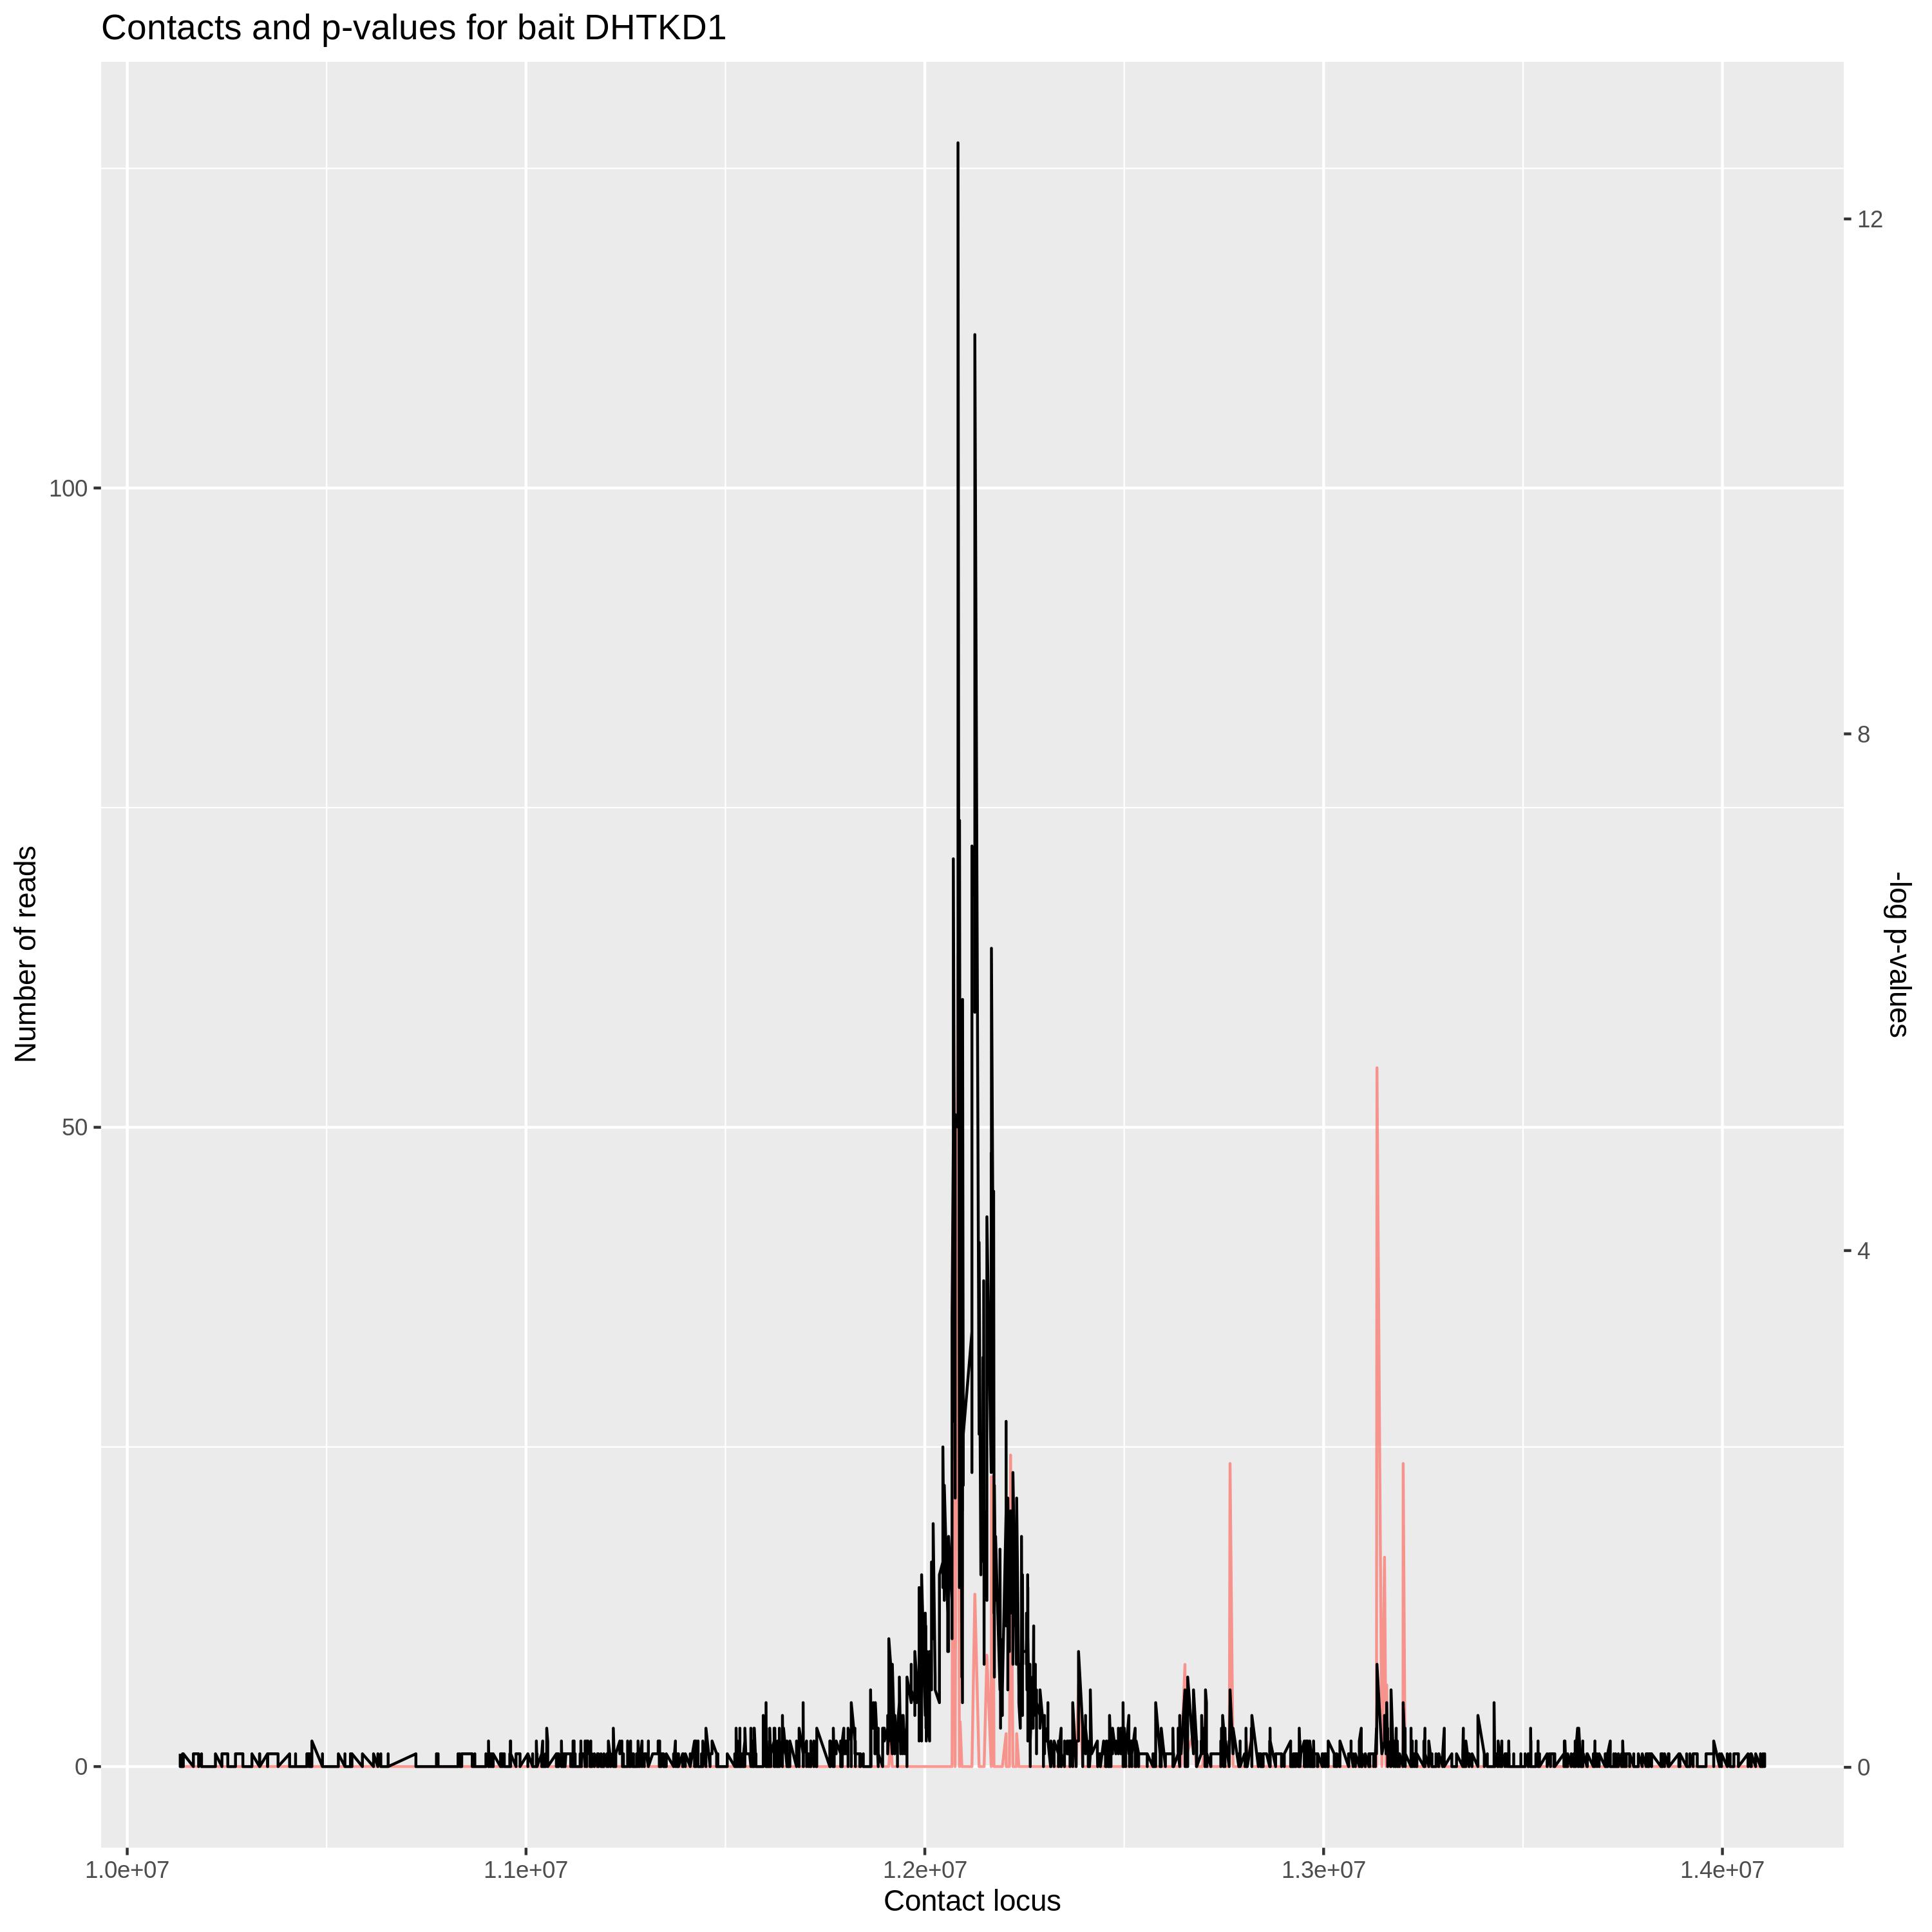 Contacts and p-values for bait DHTKD1
Number of reads
100
50
0
12
8
4
0
-log p-values
1.0e+07
1.1e+07
1.2e+07
1.3e+07
1.4e+07
Contact locus